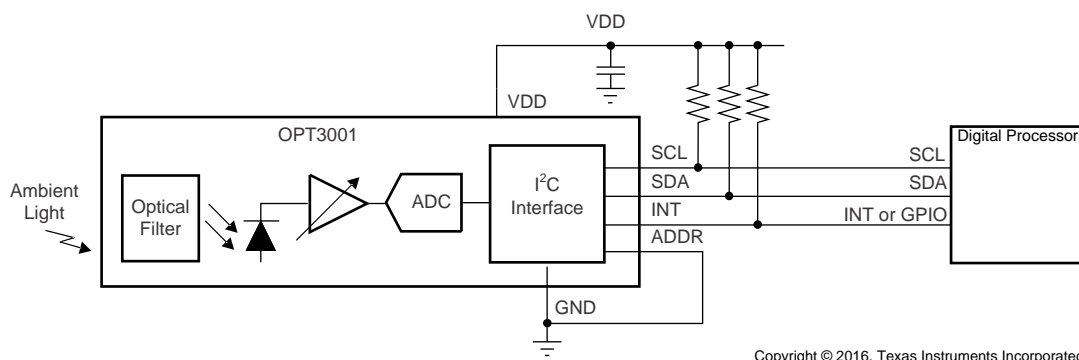 VDD
VDD
OPT3001
Digital Processor
SCL
SCL
Ambient
Light
Optical
Filter
ADC
I²C
Interface
SDA
SDA
INT
INT or GPIO
ADDR
GND
Copyright © 2016, Texas Instruments Incorporated